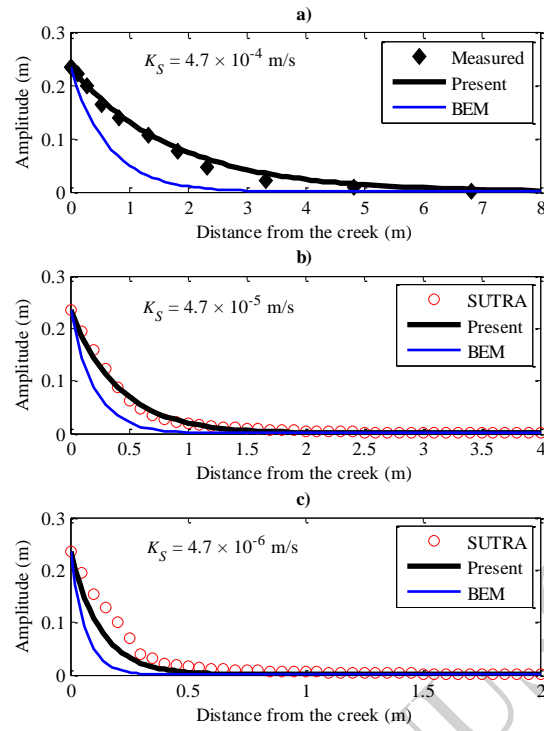 a)
0.3
0.2
0.1
0
Amplitude (m)
K_S = 4.7 × 10^-4 m/s
Measured
Present
BEM
0 1 2 3 4 5 6 7 8
Distance from the creek (m)
b)
0.3
0.2
0.1
0
Amplitude (m)
K_S = 4.7 × 10^-5 m/s
SUTRA
Present
BEM
0 0.5 1 1.5 2 2.5 3 3.5 4
Distance from the creek (m)
c)
0.3
0.2
0.1
0
Amplitude (m)
K_S = 4.7 × 10^-6 m/s
SUTRA
Present
BEM
0 0.5 1 1.5 2
Distance from the creek (m)